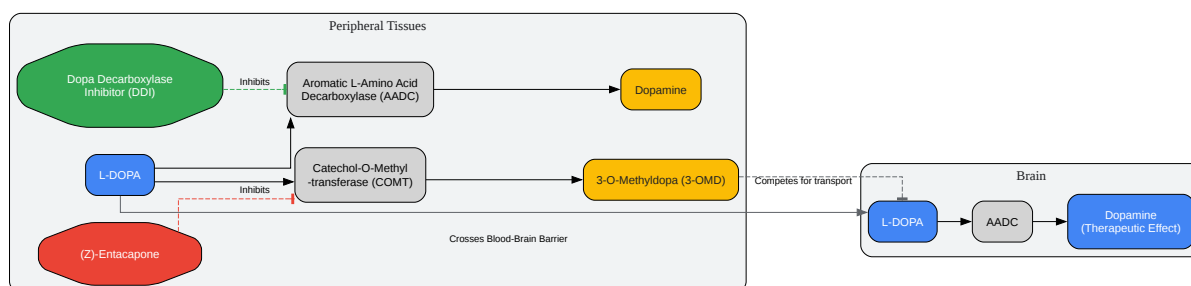 Peripheral Tissues
Dopa Decarboxylase
Inhibitor (DDI)
Inhibits
Aromatic L-Amino Acid
Decarboxylase (AADC)
Dopamine
L-DOPA
Inhibits
Catechol-O-Methyl
-transferase (COMT)
3-O-Methyldopa (3-OMD)
Competes for transport
(Z)-Entacapone
Crosses Blood-Brain Barrier
Brain
L-DOPA
AADC
Dopamine
(Therapeutic Effect)